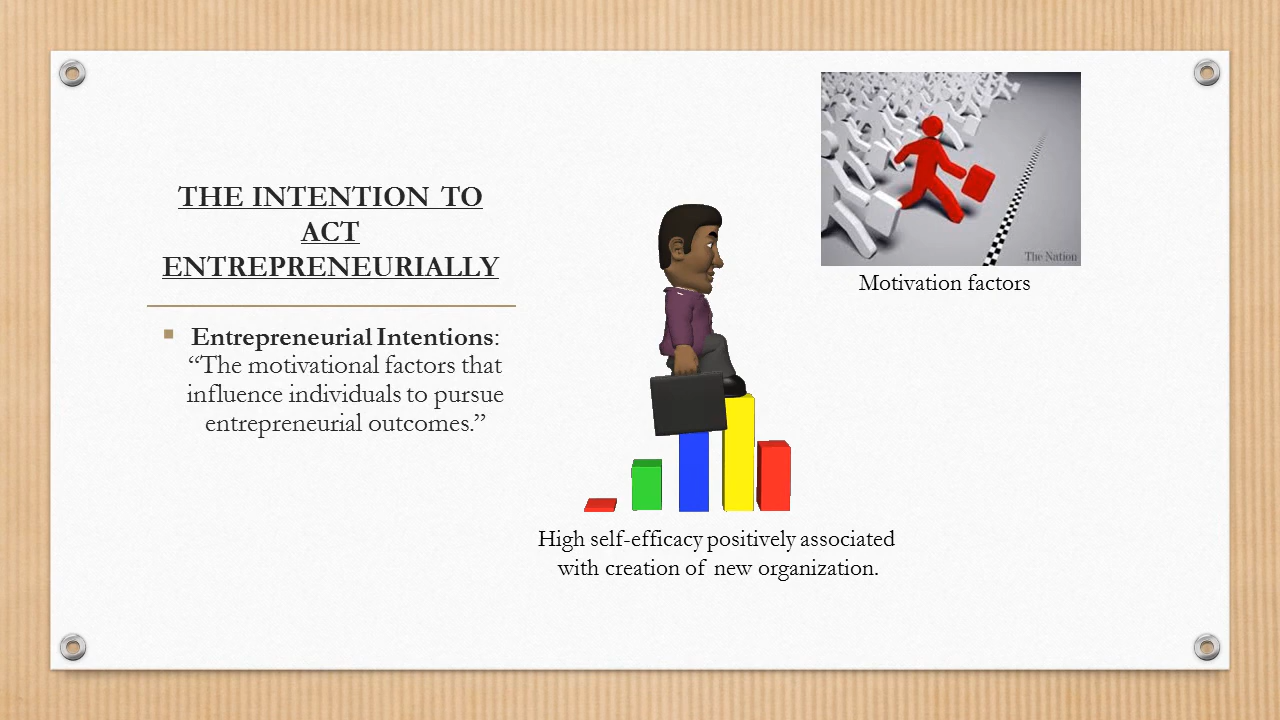 THE INTENTION TO
ACT
ENTREPRENEURIALLY
Entrepreneurial Intentions:
“The motivational factors that
influence individuals to pursue
entrepreneurial outcomes.”
The Nation
Motivation factors
High self-efficacy positively associated
with creation of new organization.